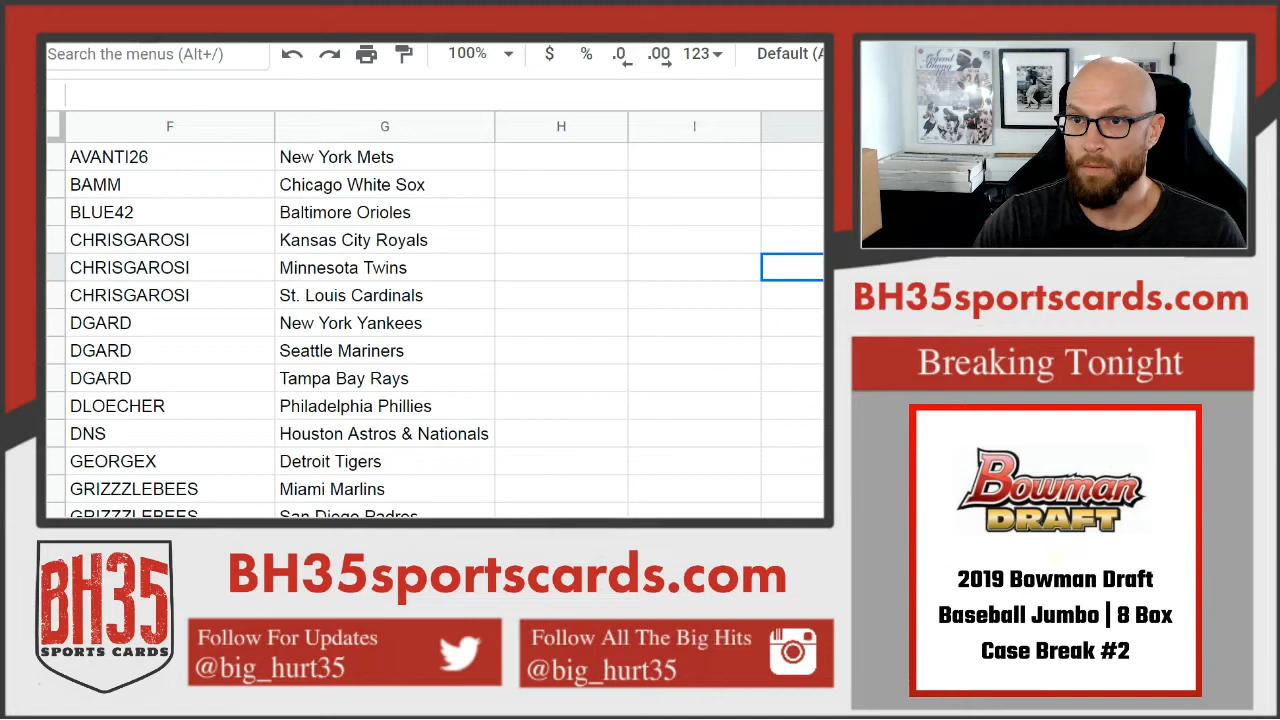 Search the menus (Alt+/)
100%
$ % .0 .00 123
Default (A
F G H I
AVANTI26 New York Mets
BAMM Chicago White Sox
BLUE42 Baltimore Orioles
CHRISGAROSI Kansas City Royals
CHRISGAROSI Minnesota Twins
CHRISGAROSI St. Louis Cardinals
DGARD New York Yankees
DGARD Seattle Mariners
DGARD Tampa Bay Rays
DLOECHER Philadelphia Phillies
DNS Houston Astros & Nationals
GEORGEX Detroit Tigers
GRIZZZLEBEES Miami Marlins
GRIZZZLEBEES San Diego Padres
BH35
SPORTS CARDS
BH35sportscards.com
Follow For Updates
@big_hurt35
Follow All The Big Hits
@big_hurt35
BH35sportscards.com
Breaking Tonight
Bowman
DRAFT
2019 Bowman Draft
Baseball Jumbo | 8 Box
Case Break #2